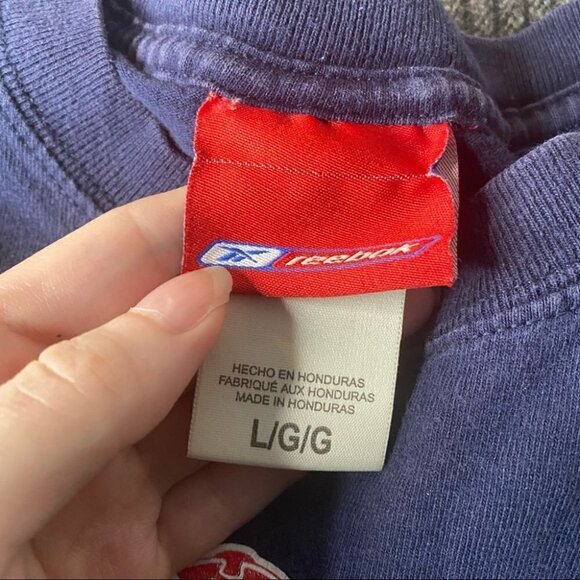 reebok
HECHO EN HONDURAS
FABRIQUÉ AUX HONDURAS
MADE IN HONDURAS
L/G/G